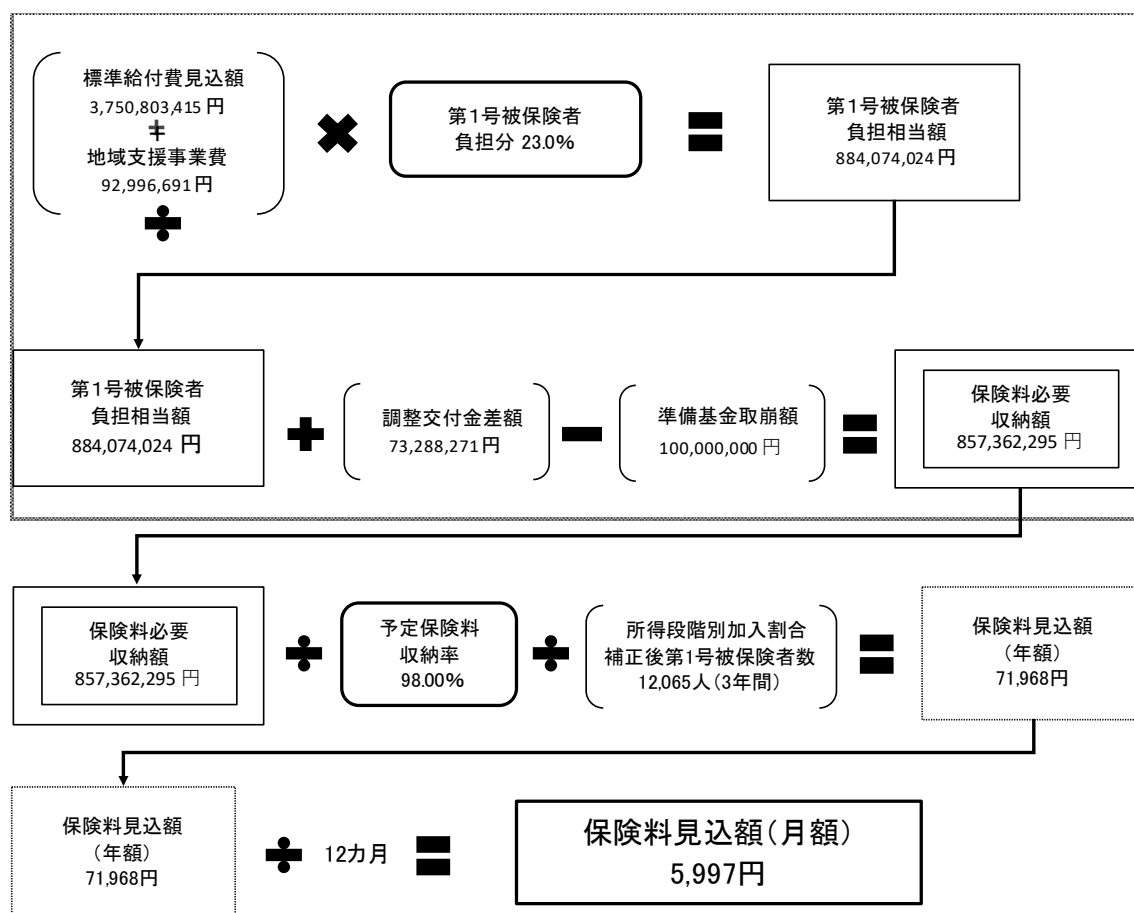 標準給付費見込額
3,750,803,415 円
+
地域支援事業費
92,996,691 円
×
第1号被保険者
負担分 23.0%
=
第1号被保険者
負担相当額
884,074,024 円
÷
第1号被保険者
負担相当額
884,074,024 円
+
調整交付金差額
73,288,271円
−
準備基金取崩額
100,000,000 円
=
保険料必要
収納額
857,362,295 円
保険料必要
収納額
857,362,295 円
÷
予定保険料
収納率
98.00%
÷
所得段階別加入割合
補正後第1号被保険者数
12,065人(3年間)
=
保険料見込額
(年額)
71,968円
保険料見込額
(年額)
71,968円
÷
12カ月
=
保険料見込額(月額)
5,997円